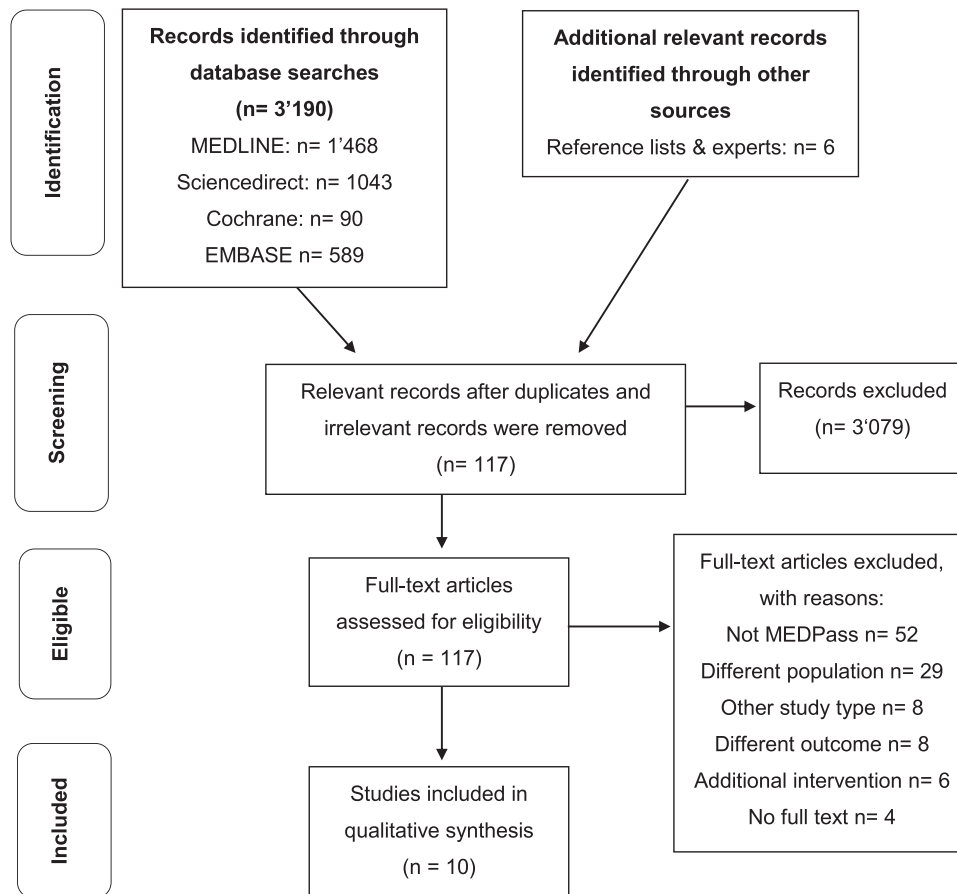 Identification
Records identified through
database searches
(n= 3’190)
MEDLINE: n= 1’468
Sciencedirect: n= 1043
Cochrane: n= 90
EMBASE n= 589
Additional relevant records
identified through other
sources
Reference lists & experts: n= 6
Screening
Relevant records after duplicates and
irrelevant records were removed
(n= 117)
Records excluded
(n= 3‘079)
Eligible
Full-text articles
assessed for eligibility
(n = 117)
Full-text articles excluded,
with reasons:
Not MEDPass n= 52
Different population n= 29
Other study type n= 8
Different outcome n= 8
Additional intervention n= 6
No full text n= 4
Included
Studies included in
qualitative synthesis
(n = 10)